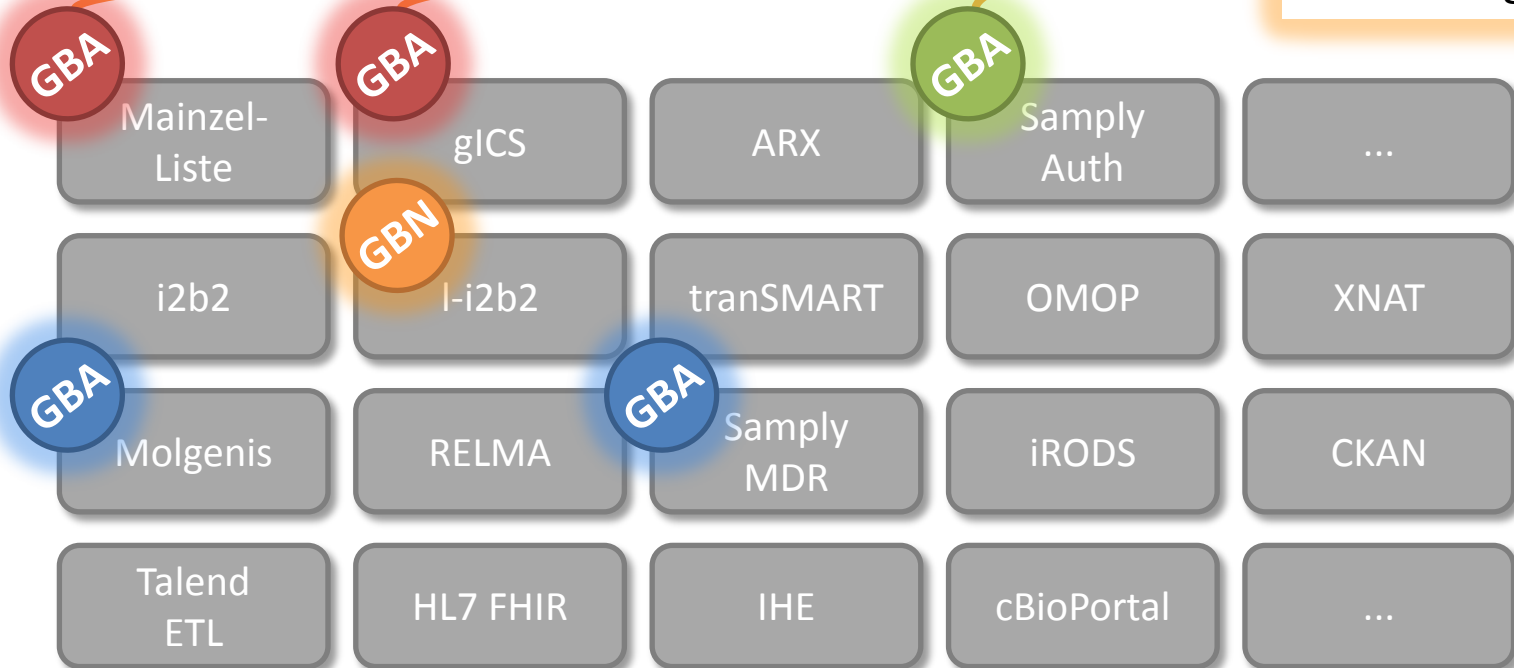 GBA
GBA
GBA
Mainzel-
Liste
gICS
ARX
Samply
Auth
...
GBN
i2b2
I-i2b2
tranSMART
OMOP
XNAT
GBA
GBA
Molgenis
RELMA
Samply
MDR
iRODS
CKAN
Talend
ETL
HL7 FHIR
IHE
cBioPortal
...